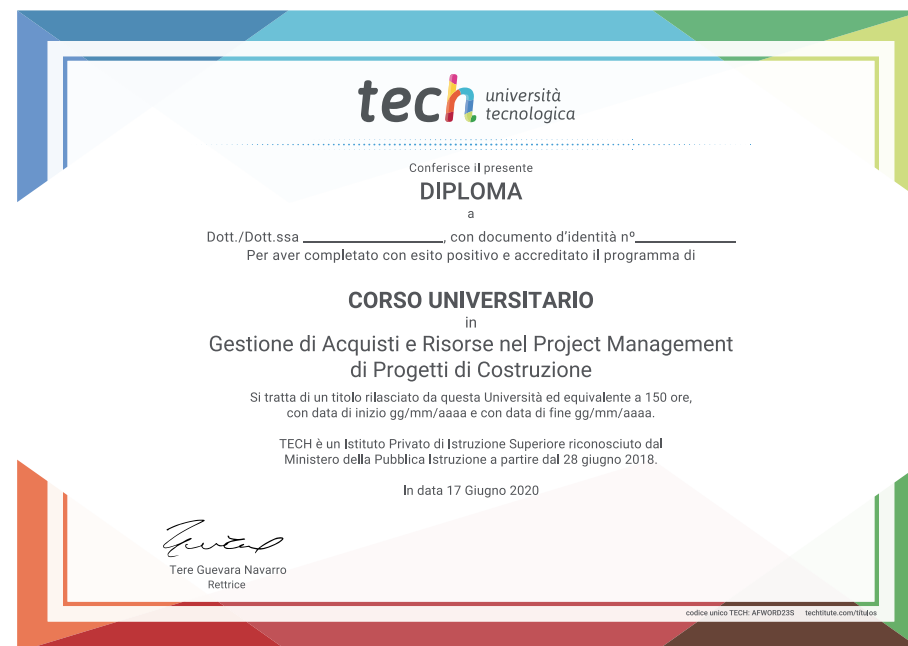 tech università
tecnologica
Conferisce il presente
DIPLOMA
a
Dott./Dott.ssa ____________________, con documento d'identità nº______________
Per aver completato con esito positivo e accreditato il programma di
CORSO UNIVERSITARIO
in
Gestione di Acquisti e Risorse nel Project Management
di Progetti di Costruzione
Si tratta di un titolo rilasciato da questa Università ed equivalente a 150 ore,
con data di inizio gg/mm/aaaa e con data di fine gg/mm/aaaa.
TECH è un Istituto Privato di Istruzione Superiore riconosciuto dal
Ministero della Pubblica Istruzione a partire dal 28 giugno 2018.
In data 17 Giugno 2020
Tere Guevara Navarro
Rettrice
codice unico TECH: AFWORD23S techtitute.com/titulos